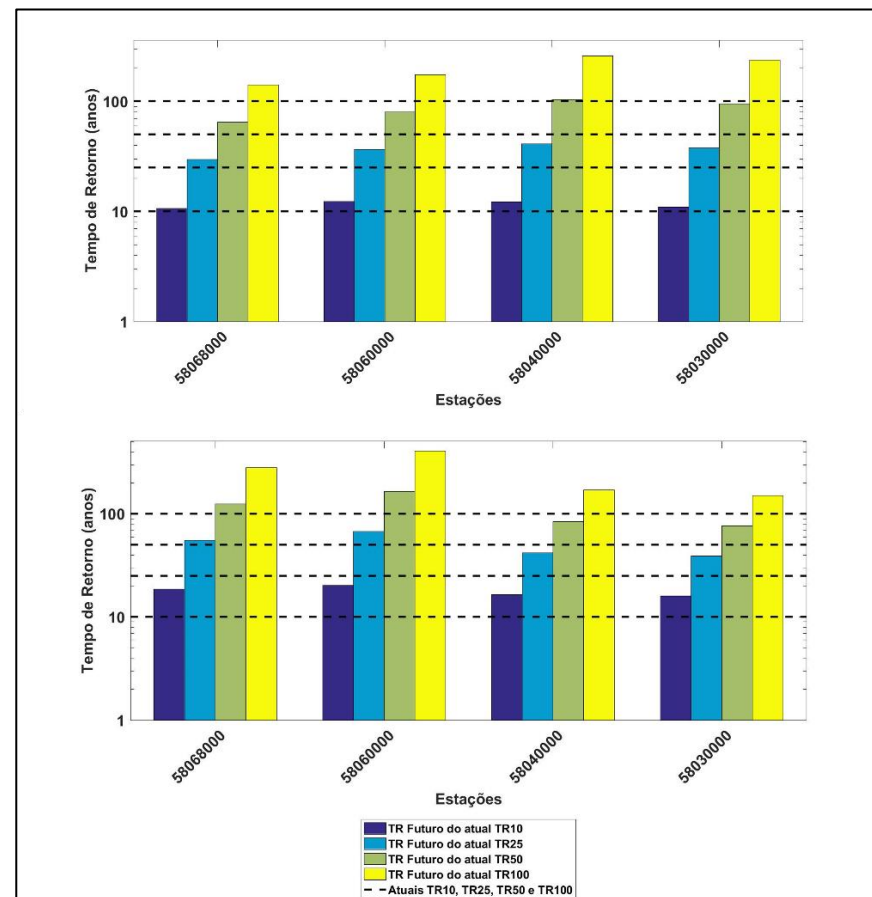 Tempo de Retorno (anos)
100
10
1
58068000
58060000
58040000
58030000
Estações
Tempo de Retorno (anos)
100
10
1
58068000
58060000
58040000
58030000
Estações
TR Futuro do atual TR10
TR Futuro do atual TR25
TR Futuro do atual TR50
TR Futuro do atual TR100
Atuais TR10, TR25, TR50 e TR100